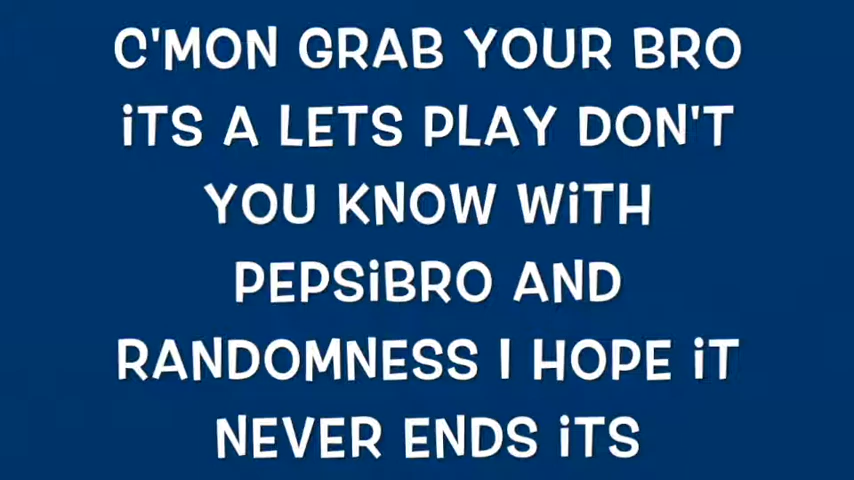 C'MON GRAB YOUR BRO
iTS A LETS PLAY DON'T
YOU KNOW WiTH
PEPSiBRO AND
RANDOMNESS I HOPE iT
NEVER ENDS iTS